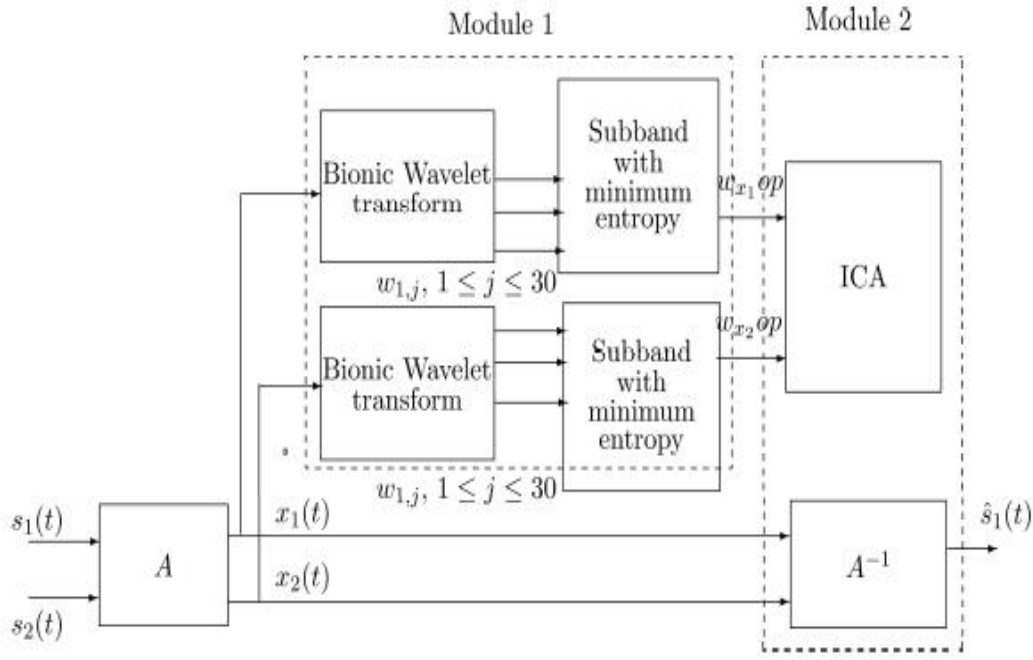 Module 1
Module 2
Bionic Wavelet
transform
Subband
with
minimum
entropy
w_{x_1}op
ICA
w_{1,j}, 1 ≤ j ≤ 30
Bionic Wavelet
transform
Subband
with
minimum
entropy
w_{x_2}op
w_{1,j}, 1 ≤ j ≤ 30
s_1(t)
s_2(t)
A
x_1(t)
x_2(t)
A^{-1}
ŝ_1(t)